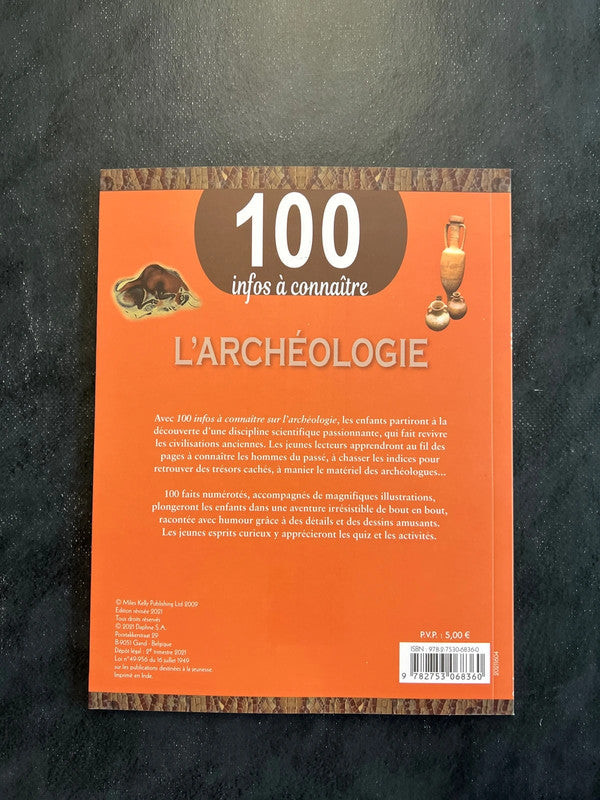 100
infos à connaître
L'ARCHÉOLOGIE
Avec 100 infos à connaître sur l'archéologie, les enfants partiront à la
découverte d'une discipline scientifique passionnante, qui fait revivre
les civilisations anciennes. Les jeunes lecteurs apprendront au fil des
pages à connaître les hommes du passé, à chasser les indices pour
retrouver des trésors cachés, à manier le matériel des archéologues...
100 faits numérotés, accompagnés de magnifiques illustrations,
plongeront les enfants dans une aventure irrésistible de bout en bout,
racontée avec humour grâce à des détails et des dessins amusants.
Les jeunes esprits curieux y apprécieront les quiz et les activités.
© Miles Kelly Publishing Ltd 2009
Édition révisée 2021
Tous droits réservés
© 2021 Daphne S.A.
Poortakkerstraat 29
B-9051 Gand - Belgique
Dépôt légal : 2e trimestre 2021
Loi n° 49-956 du 16 juillet 1949
sur les publications destinées à la jeunesse.
Imprimé en Inde.
P.V.P. : 5,00 €
ISBN : 978-2-7530-6836-0
9 782753 068360
2021604